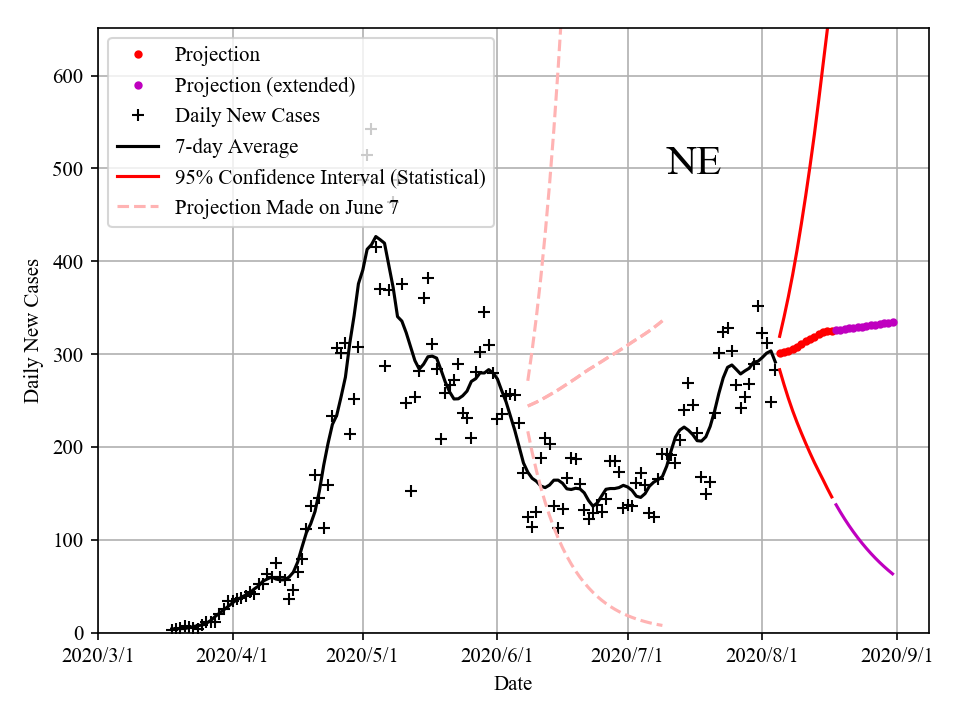 Projection
Projection (extended)
Daily New Cases
7-day Average
95% Confidence Interval (Statistical)
Projection Made on June 7
NE
600
500
400
300
200
100
0
Daily New Cases
2020/3/1
2020/4/1
2020/5/1
2020/6/1
2020/7/1
2020/8/1
2020/9/1
Date